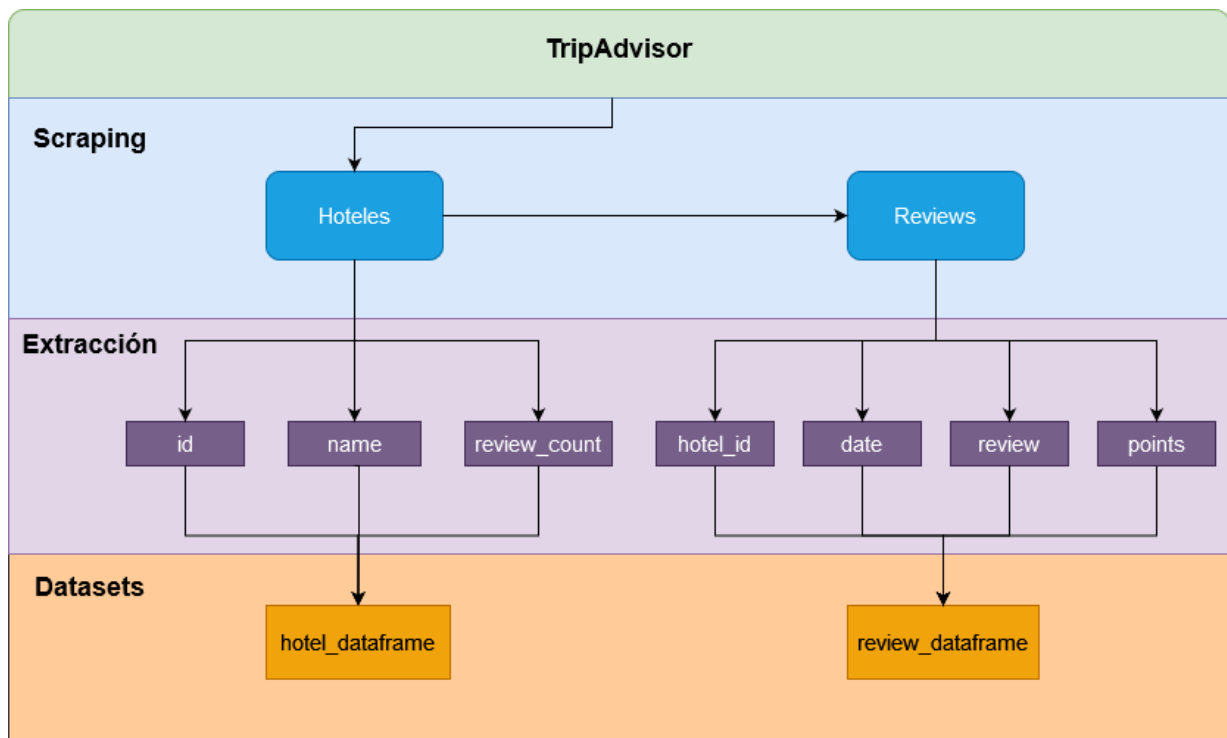 TripAdvisor
Scraping
Hoteles
Reviews
Extracción
id
name
review_count
hotel_id
date
review
points
Datasets
hotel_dataframe
review_dataframe